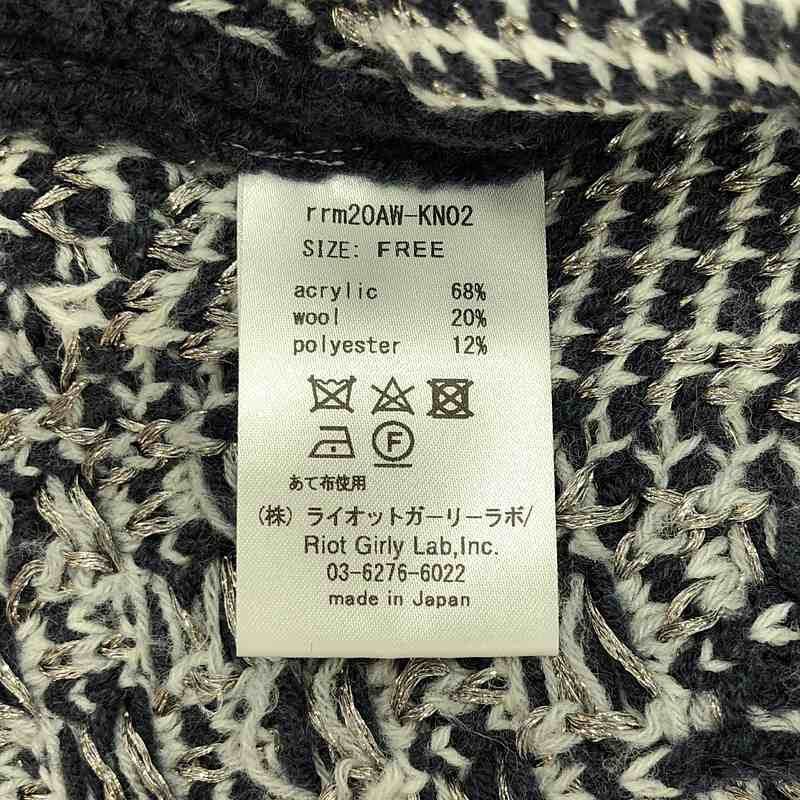 rrm20AW-KN02
SIZE: FREE
acrylic 68%
wool 20%
polyester 12%
F
あて布使用
(株) ライオットガーリーラボ/
Riot Girly Lab,Inc.
03-6276-6022
made in Japan